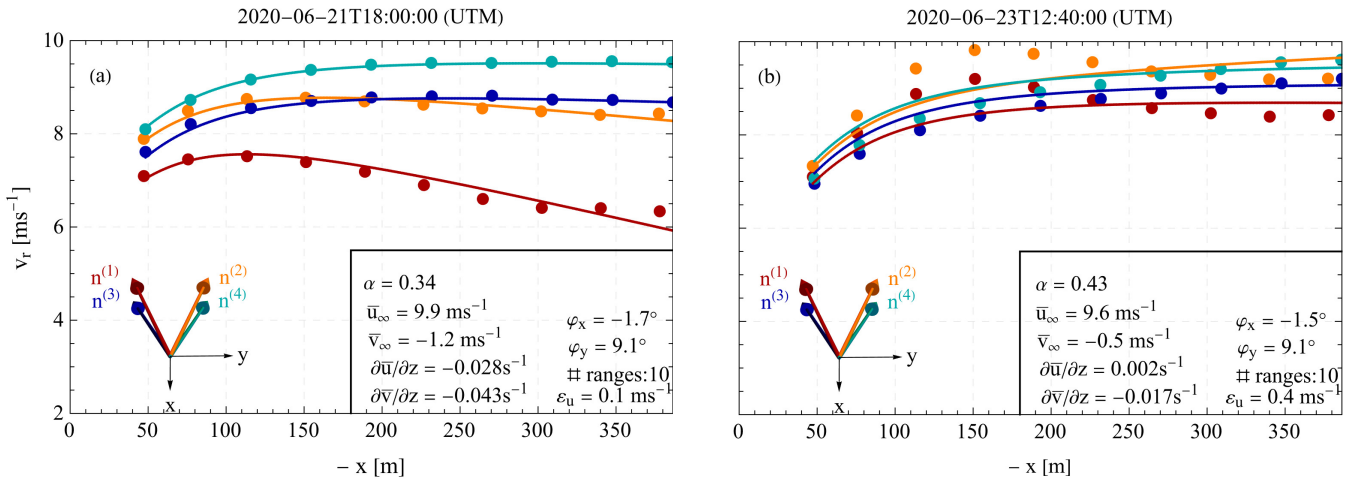 2020−06−21T18:00:00 (UTM)
(a)
v_r [ms⁻¹]
10
8
6
4
2
0
50
100
150
200
250
300
350
− x [m]
n⁽¹⁾
n⁽²⁾
n⁽³⁾
n⁽⁴⁾
y
x
α = 0.34
u̅_∞ = 9.9 ms⁻¹
v̅_∞ = −1.2 ms⁻¹
∂u̅/∂z = −0.028s⁻¹
∂v̅/∂z = −0.043s⁻¹
φ_x = −1.7°
φ_y = 9.1°
# ranges:10
ε_u = 0.1 ms⁻¹
2020−06−23T12:40:00 (UTM)
(b)
0
50
100
150
200
250
300
350
− x [m]
n⁽¹⁾
n⁽²⁾
n⁽³⁾
n⁽⁴⁾
y
x
α = 0.43
u̅_∞ = 9.6 ms⁻¹
v̅_∞ = −0.5 ms⁻¹
∂u̅/∂z = 0.002s⁻¹
∂v̅/∂z = −0.017s⁻¹
φ_x = −1.5°
φ_y = 9.1°
# ranges:10
ε_u = 0.4 ms⁻¹